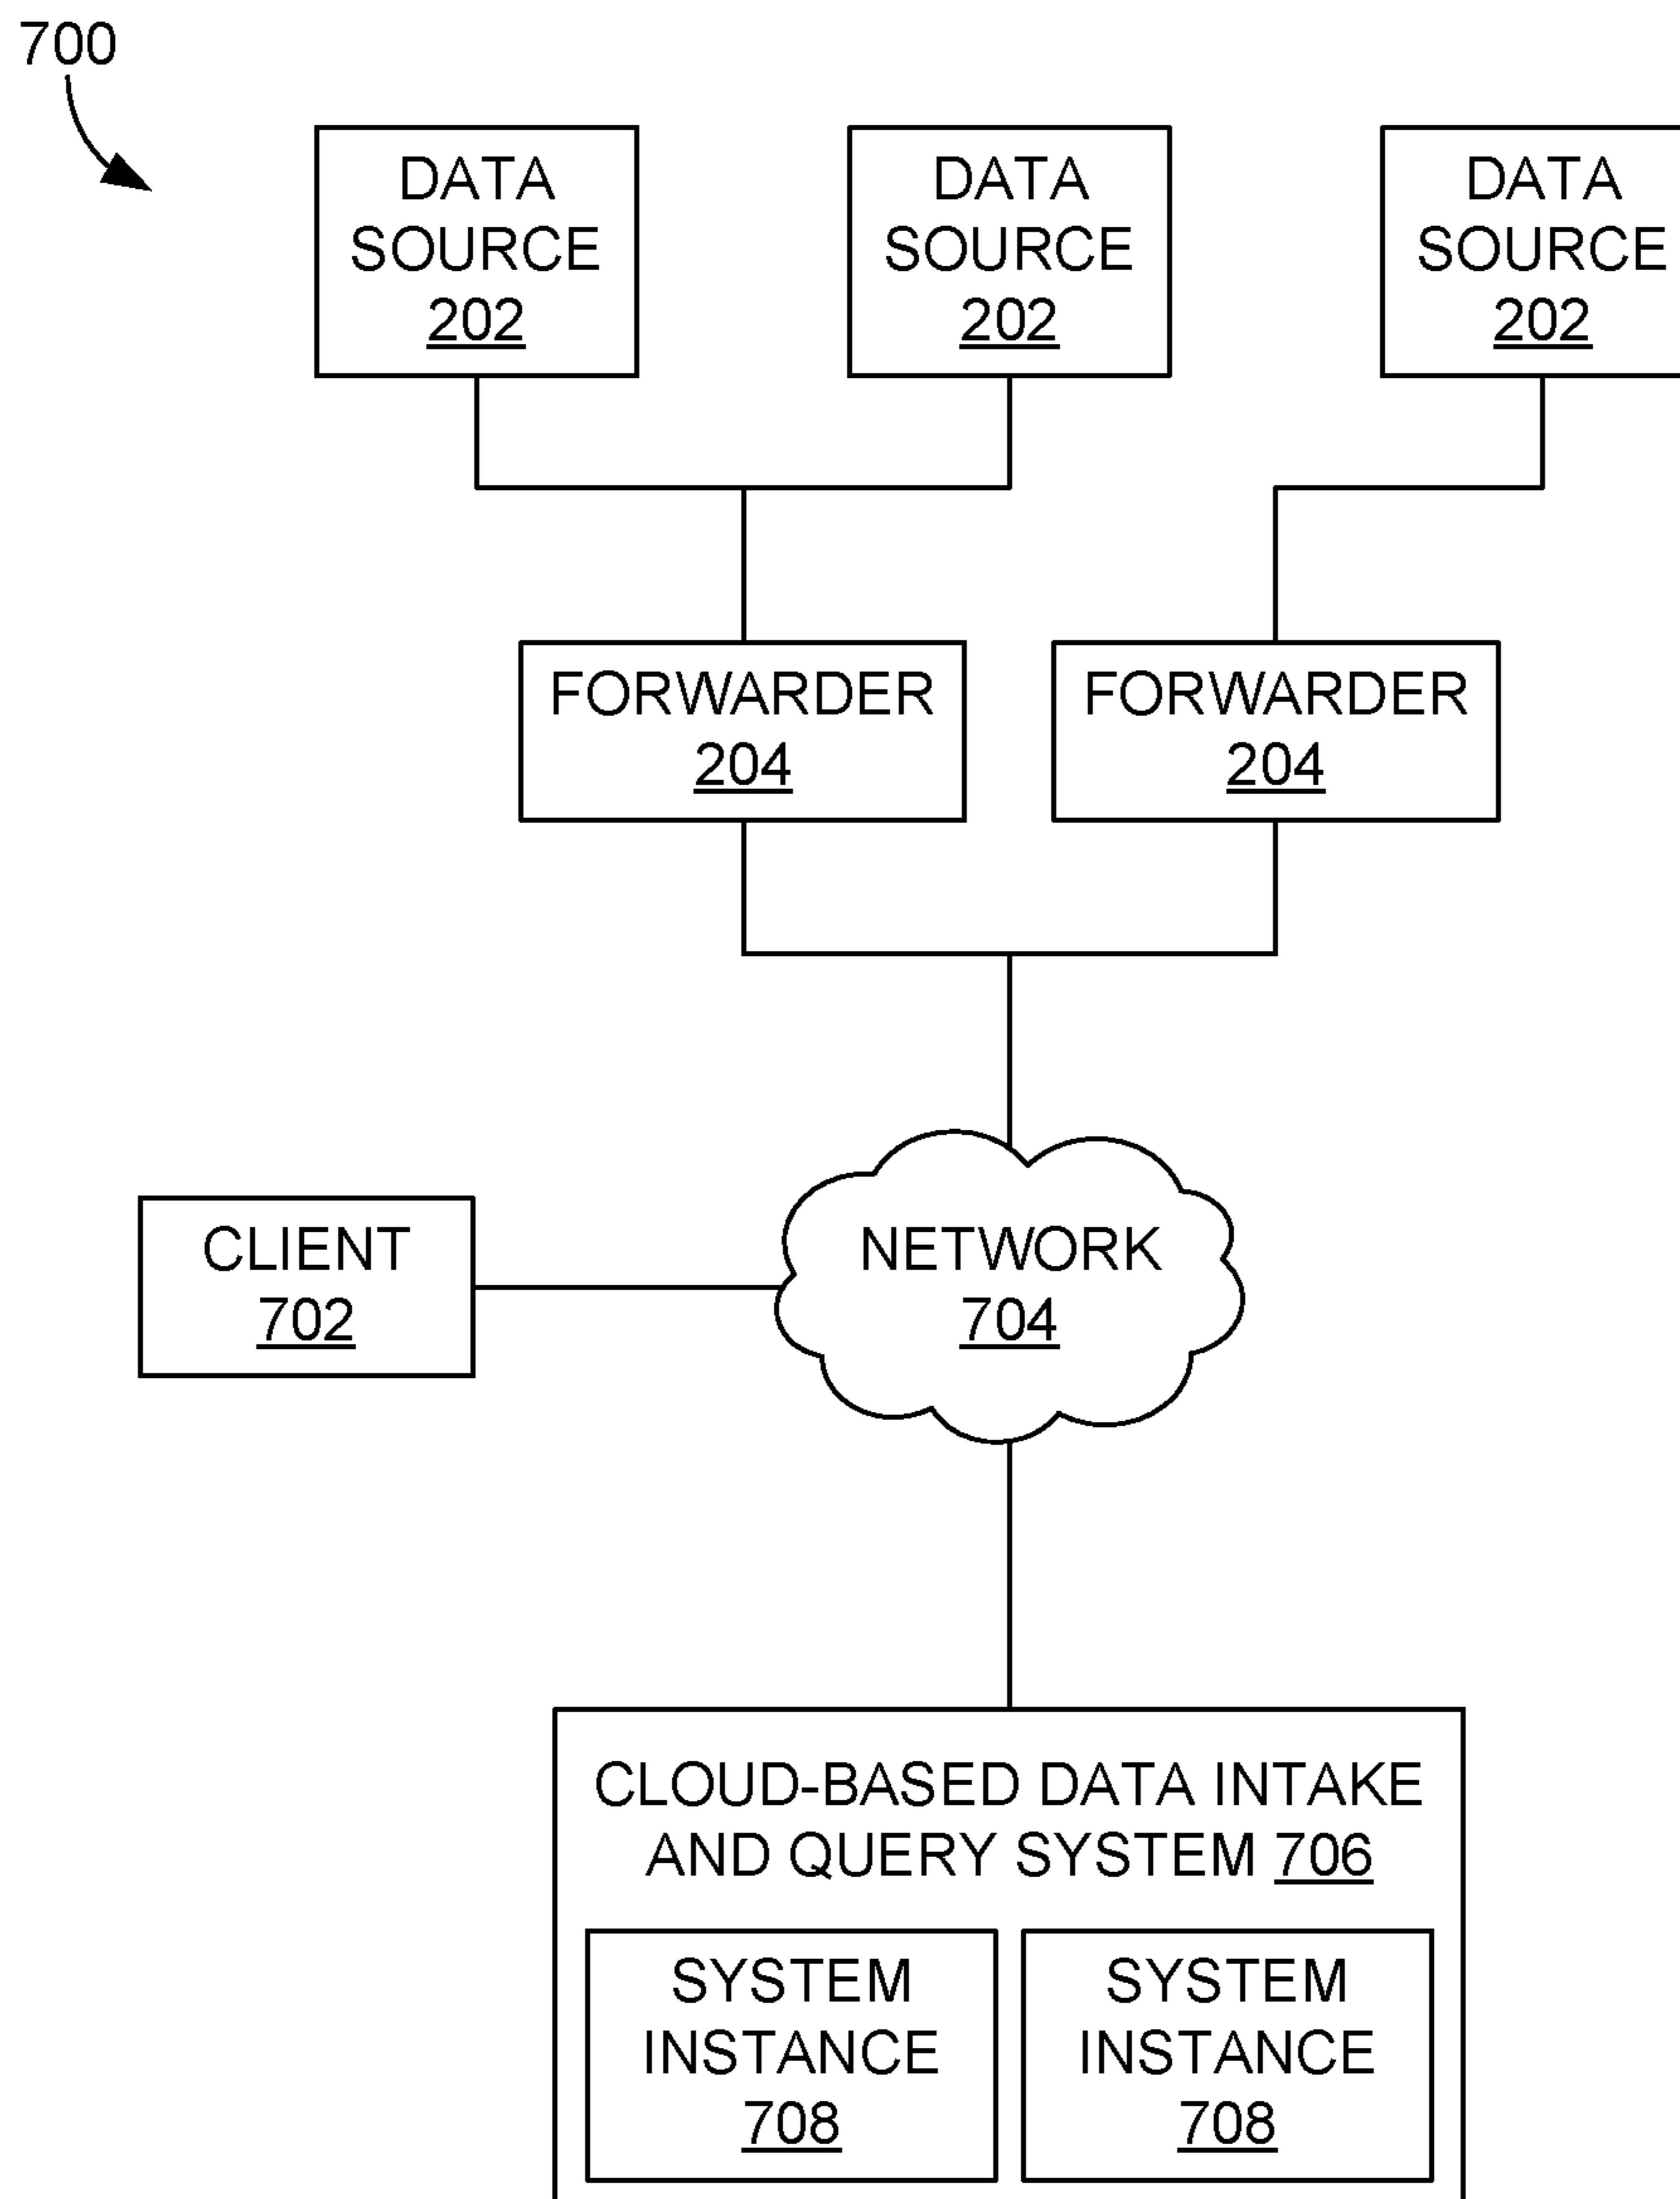 700
DATA
SOURCE
202
DATA
SOURCE
202
DATA
SOURCE
202
FORWARDER
204
FORWARDER
204
CLIENT
702
NETWORK
704
CLOUD-BASED DATA INTAKE
AND QUERY SYSTEM 706
SYSTEM
INSTANCE
708
SYSTEM
INSTANCE
708